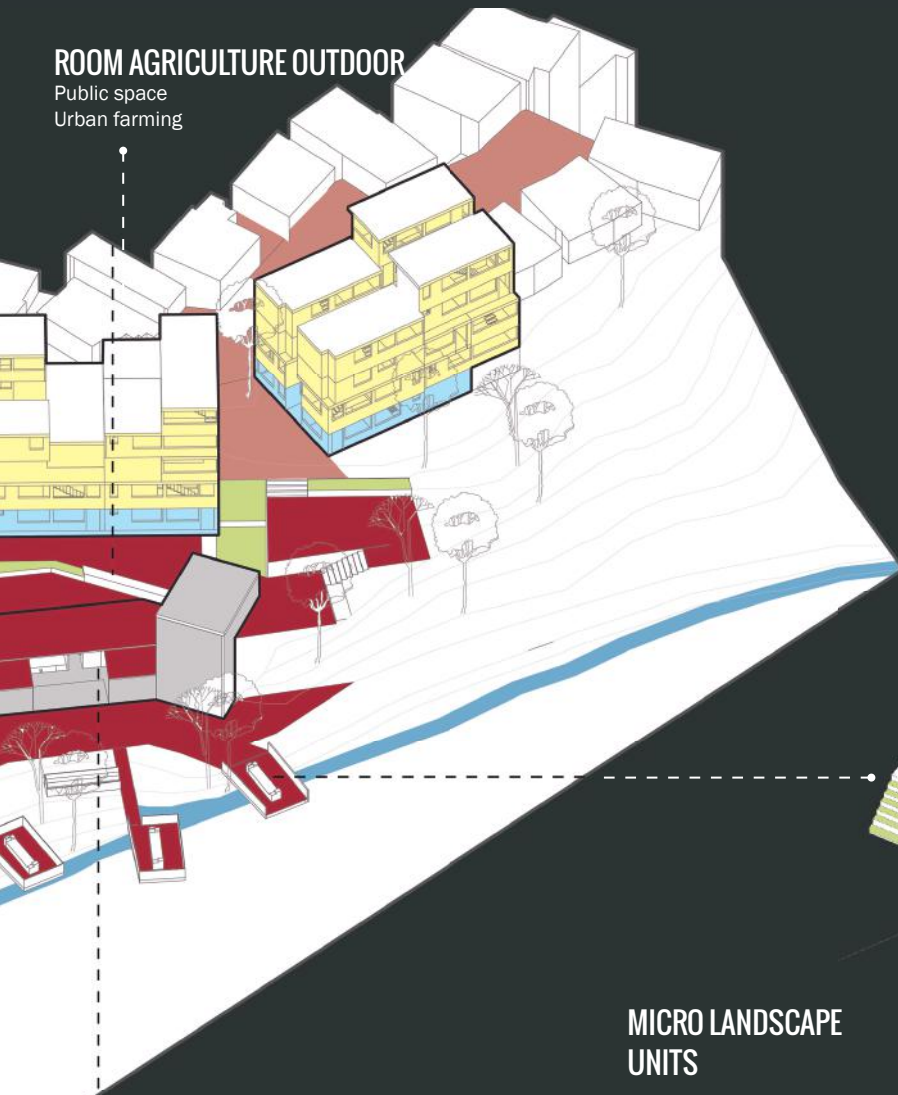 ROOM AGRICULTURE OUTDOOR
Public space
Urban farming
MICRO LANDSCAPE
UNITS